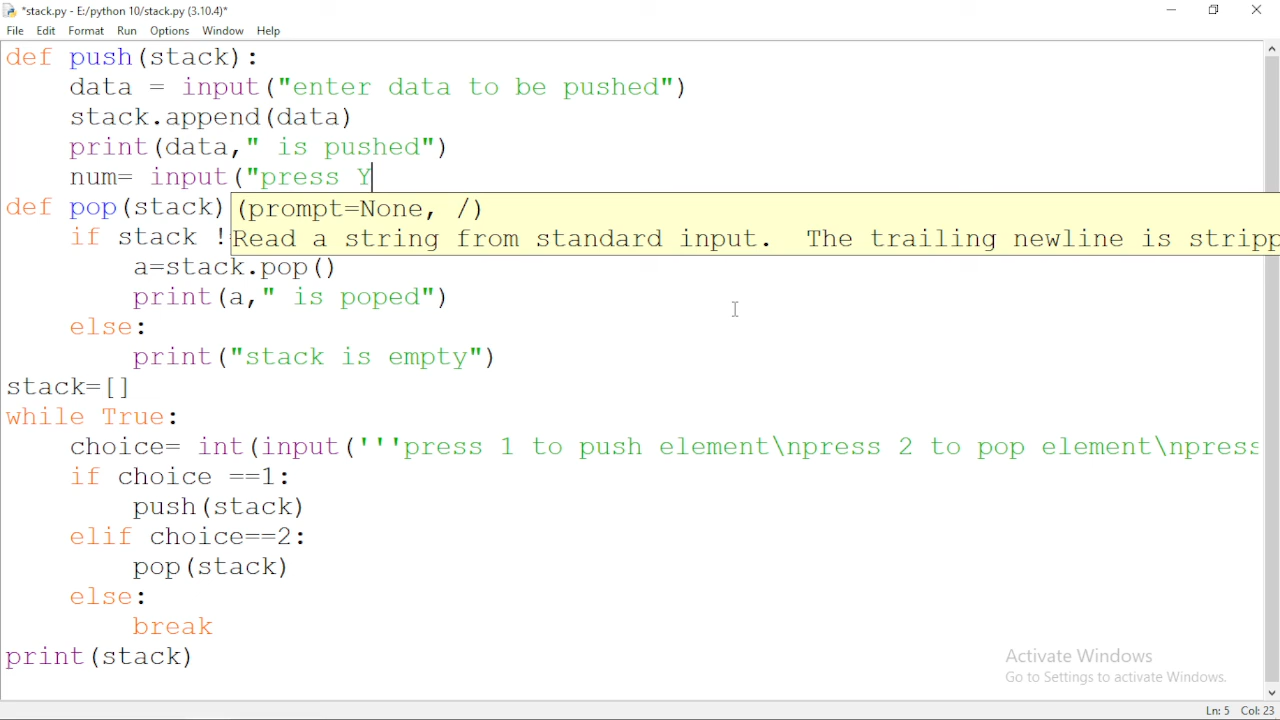 *stack.py - E:/python 10/stack.py (3.10.4)*
File Edit Format Run Options Window Help
def push(stack):
    data = input("enter data to be pushed")
    stack.append(data)
    print(data," is pushed")
    num= input("press Y
def pop(stack) (prompt=None, /)
    if stack ! Read a string from standard input.  The trailing newline is stripp
        a=stack.pop()
        print(a," is poped")
    else:
        print("stack is empty")
stack=[]
while True:
    choice= int(input('''press 1 to push element\npress 2 to pop element\npress
    if choice ==1:
        push(stack)
    elif choice==2:
        pop(stack)
    else:
        break
print(stack)
Activate Windows
Go to Settings to activate Windows.
Ln: 5 Col: 23